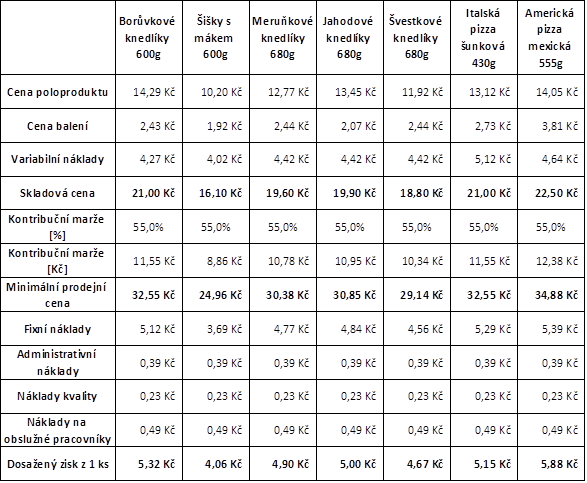 Borůvkové knedlíky 600g | Šišky s mákem 600g | Meruňkové knedlíky 680g | Jahodové knedlíky 680g | Švestkové knedlíky 680g | Italská pizza šunková 430g | Americká pizza mexická 555g
Cena poloproduktu | 14,29 Kč | 10,20 Kč | 12,77 Kč | 13,45 Kč | 11,92 Kč | 13,12 Kč | 14,05 Kč
Cena balení | 2,43 Kč | 1,92 Kč | 2,44 Kč | 2,07 Kč | 2,44 Kč | 2,73 Kč | 3,81 Kč
Variabilní náklady | 4,27 Kč | 4,02 Kč | 4,42 Kč | 4,42 Kč | 4,42 Kč | 5,12 Kč | 4,64 Kč
Skladová cena | 21,00 Kč | 16,10 Kč | 19,60 Kč | 19,90 Kč | 18,80 Kč | 21,00 Kč | 22,50 Kč
Kontribuční marže [%] | 55,0% | 55,0% | 55,0% | 55,0% | 55,0% | 55,0% | 55,0%
Kontribuční marže [Kč] | 11,55 Kč | 8,86 Kč | 10,78 Kč | 10,95 Kč | 10,34 Kč | 11,55 Kč | 12,38 Kč
Minimální prodejní cena | 32,55 Kč | 24,96 Kč | 30,38 Kč | 30,85 Kč | 29,14 Kč | 32,55 Kč | 34,88 Kč
Fixní náklady | 5,12 Kč | 3,69 Kč | 4,77 Kč | 4,84 Kč | 4,56 Kč | 5,29 Kč | 5,39 Kč
Administrativní náklady | 0,39 Kč | 0,39 Kč | 0,39 Kč | 0,39 Kč | 0,39 Kč | 0,39 Kč | 0,39 Kč
Náklady kvality | 0,23 Kč | 0,23 Kč | 0,23 Kč | 0,23 Kč | 0,23 Kč | 0,23 Kč | 0,23 Kč
Náklady na obslužné pracovníky | 0,49 Kč | 0,49 Kč | 0,49 Kč | 0,49 Kč | 0,49 Kč | 0,49 Kč | 0,49 Kč
Dosažený zisk z 1 ks | 5,32 Kč | 4,06 Kč | 4,90 Kč | 5,00 Kč | 4,67 Kč | 5,15 Kč | 5,88 Kč